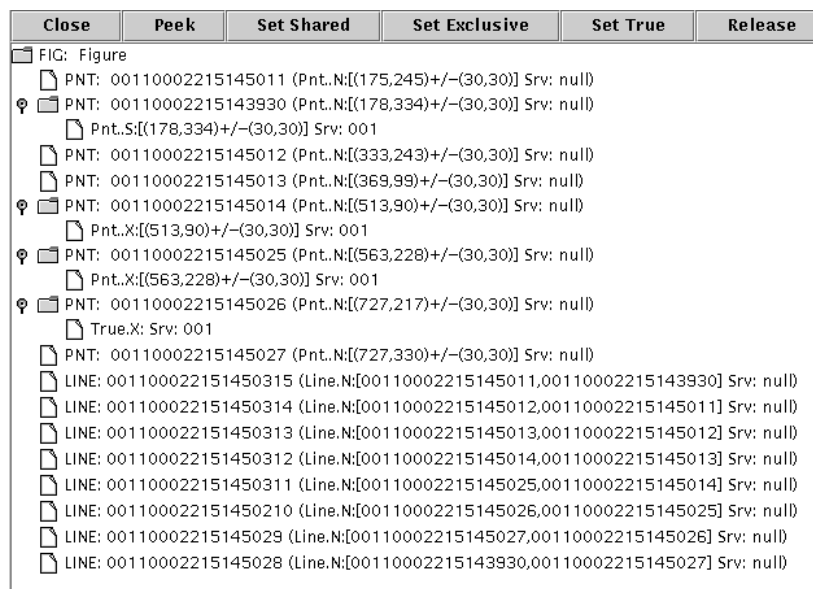 Close Peek Set Shared Set Exclusive Set True Release
FIG: Figure
PNT: 00110002215145011 (Pnt..N:[(175,245)+/-(30,30)] Srv: null)
PNT: 00110002215143930 (Pnt..N:[(178,334)+/-(30,30)] Srv: null)
Pnt..S:[(178,334)+/-(30,30)] Srv: 001
PNT: 00110002215145012 (Pnt..N:[(333,243)+/-(30,30)] Srv: null)
PNT: 00110002215145013 (Pnt..N:[(369,99)+/-(30,30)] Srv: null)
PNT: 00110002215145014 (Pnt..N:[(513,90)+/-(30,30)] Srv: null)
Pnt..X:[(513,90)+/-(30,30)] Srv: 001
PNT: 00110002215145025 (Pnt..N:[(563,228)+/-(30,30)] Srv: null)
Pnt..X:[(563,228)+/-(30,30)] Srv: 001
PNT: 00110002215145026 (Pnt..N:[(727,217)+/-(30,30)] Srv: null)
True.X: Srv: 001
PNT: 00110002215145027 (Pnt..N:[(727,330)+/-(30,30)] Srv: null)
LINE: 001100022151450315 (Line.N:[00110002215145011,00110002215143930] Srv: null)
LINE: 001100022151450314 (Line.N:[00110002215145012,00110002215145011] Srv: null)
LINE: 001100022151450313 (Line.N:[00110002215145013,00110002215145012] Srv: null)
LINE: 001100022151450312 (Line.N:[00110002215145014,00110002215145013] Srv: null)
LINE: 001100022151450311 (Line.N:[00110002215145025,00110002215145014] Srv: null)
LINE: 001100022151450210 (Line.N:[00110002215145026,00110002215145025] Srv: null)
LINE: 00110002215145029 (Line.N:[00110002215145027,00110002215145026] Srv: null)
LINE: 00110002215145028 (Line.N:[00110002215143930,00110002215145027] Srv: null)